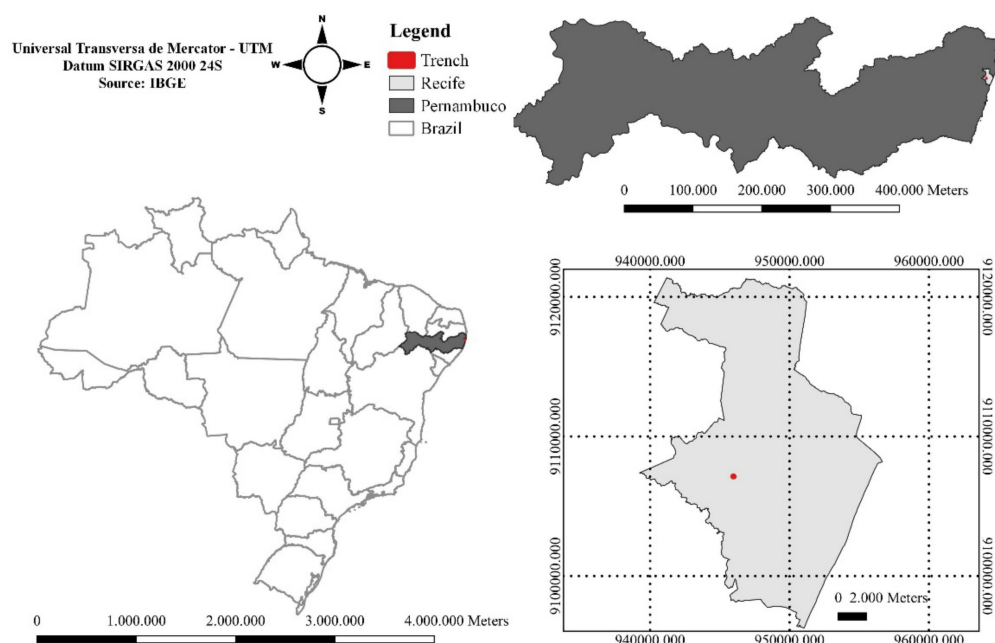 Universal Transversa de Mercator - UTM
Datum SIRGAS 2000 24S
Source: IBGE
N
W
E
S
Legend
Trench
Recife
Pernambuco
Brazil
0 100.000 200.000 300.000 400.000 Meters
0 1.000.000 2.000.000 3.000.000 4.000.000 Meters
940000.000 950000.000 960000.000
9120000.000
9120000.000
9110000.000
9110000.000
9100000.000
9100000.000
0 2.000 Meters
940000.000 950000.000 960000.000